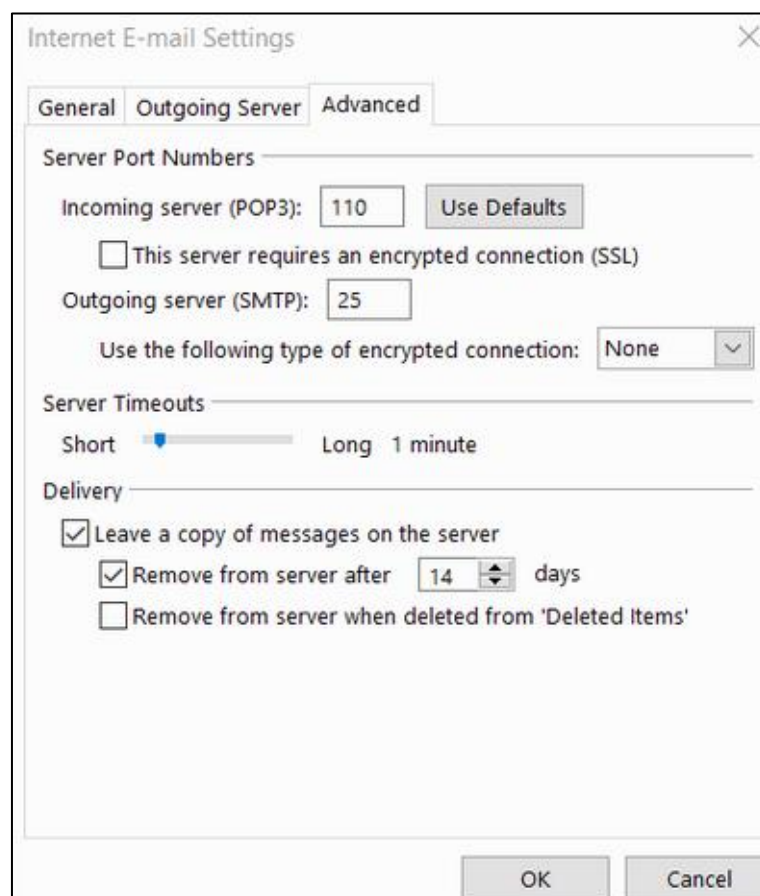 Internet E-mail Settings
General Outgoing Server Advanced
Server Port Numbers
Incoming server (POP3): 110 Use Defaults
This server requires an encrypted connection (SSL)
Outgoing server (SMTP): 25
Use the following type of encrypted connection: None
Server Timeouts
Short Long 1 minute
Delivery
Leave a copy of messages on the server
Remove from server after 14 days
Remove from server when deleted from 'Deleted Items'
OK Cancel